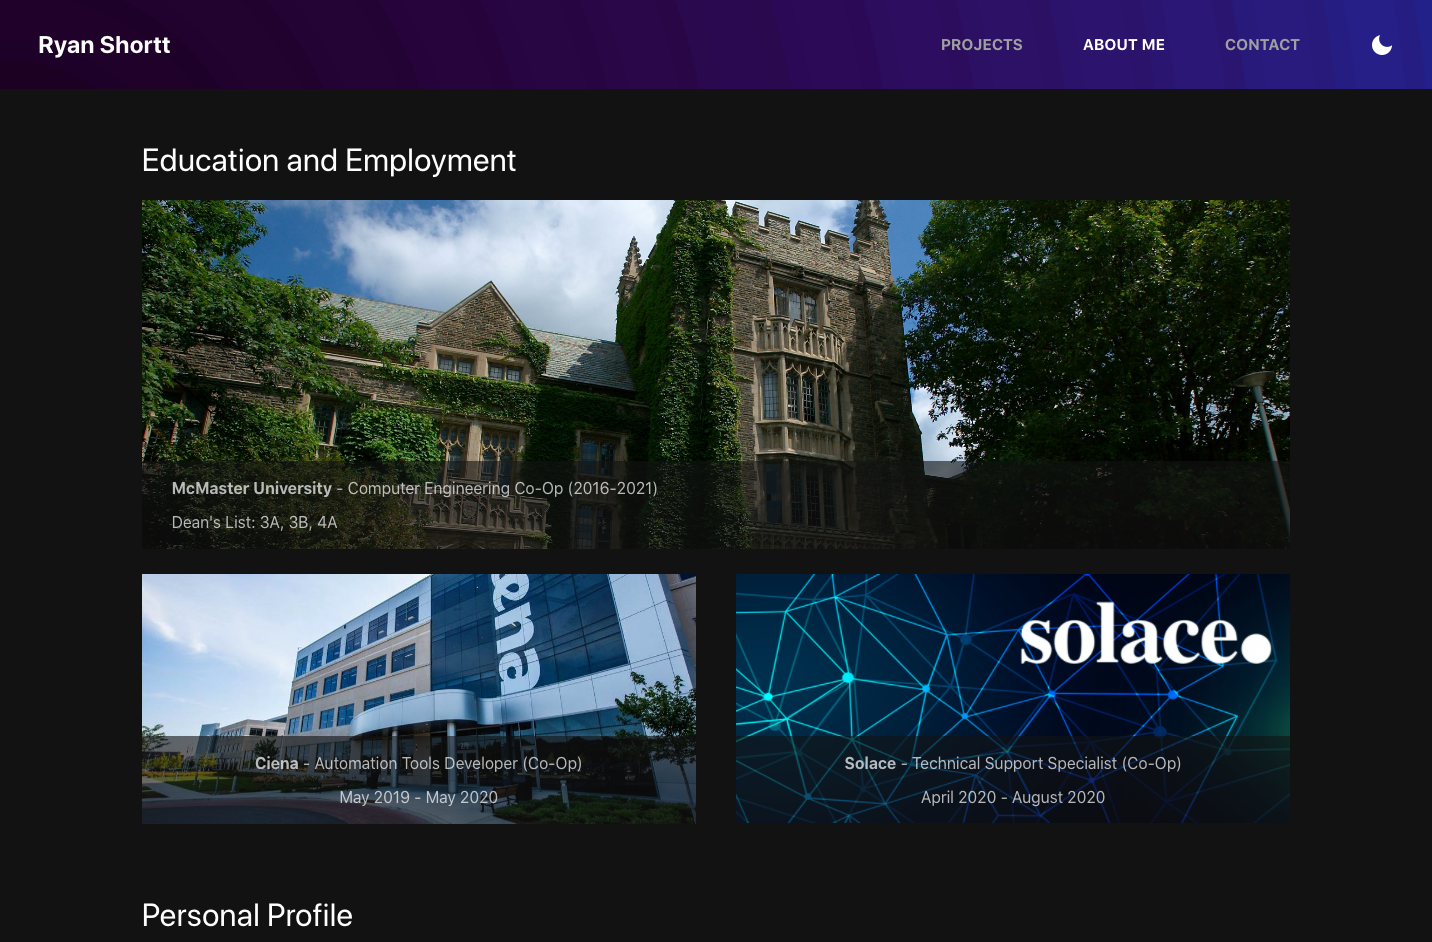 Ryan Shortt
PROJECTS
ABOUT ME
CONTACT
Education and Employment
McMaster University - Computer Engineering Co-Op (2016-2021)
Dean's List: 3A, 3B, 4A
ena
Ciena - Automation Tools Developer (Co-Op)
May 2019 - May 2020
solace
Solace - Technical Support Specialist (Co-Op)
April 2020 - August 2020
Personal Profile